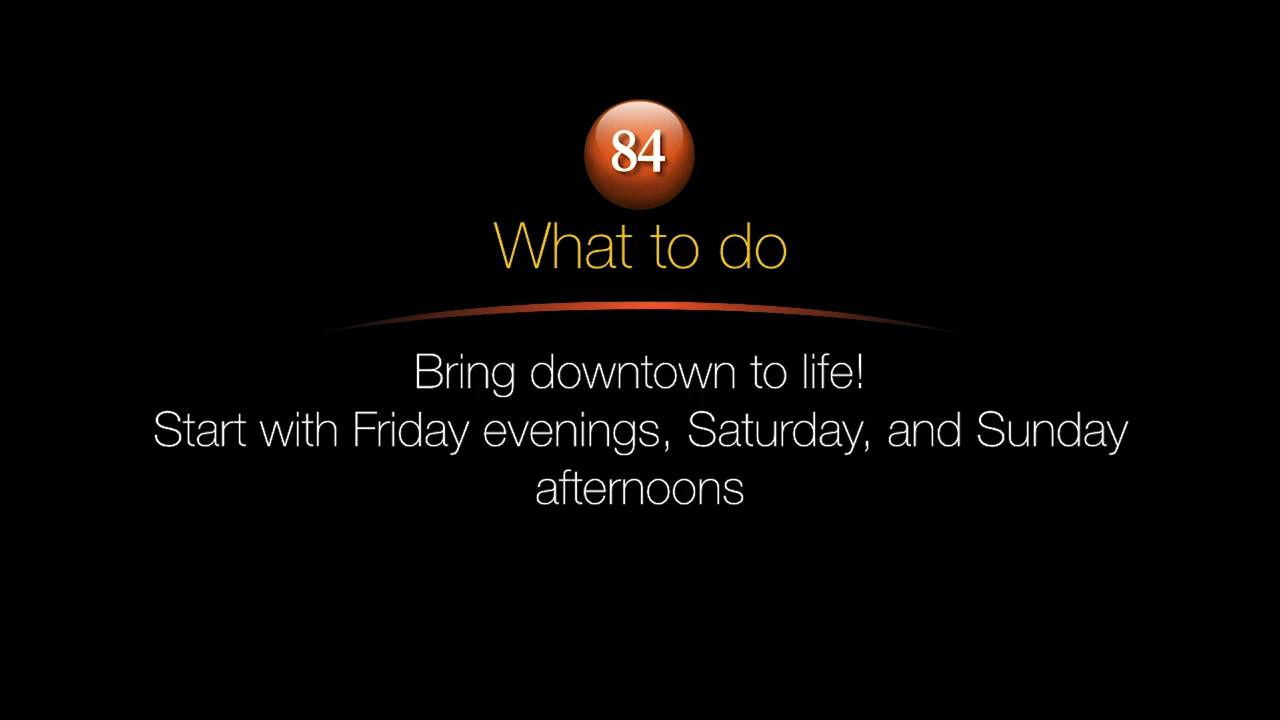 84
What to do
Bring downtown to life!
Start with Friday evenings, Saturday, and Sunday
afternoons